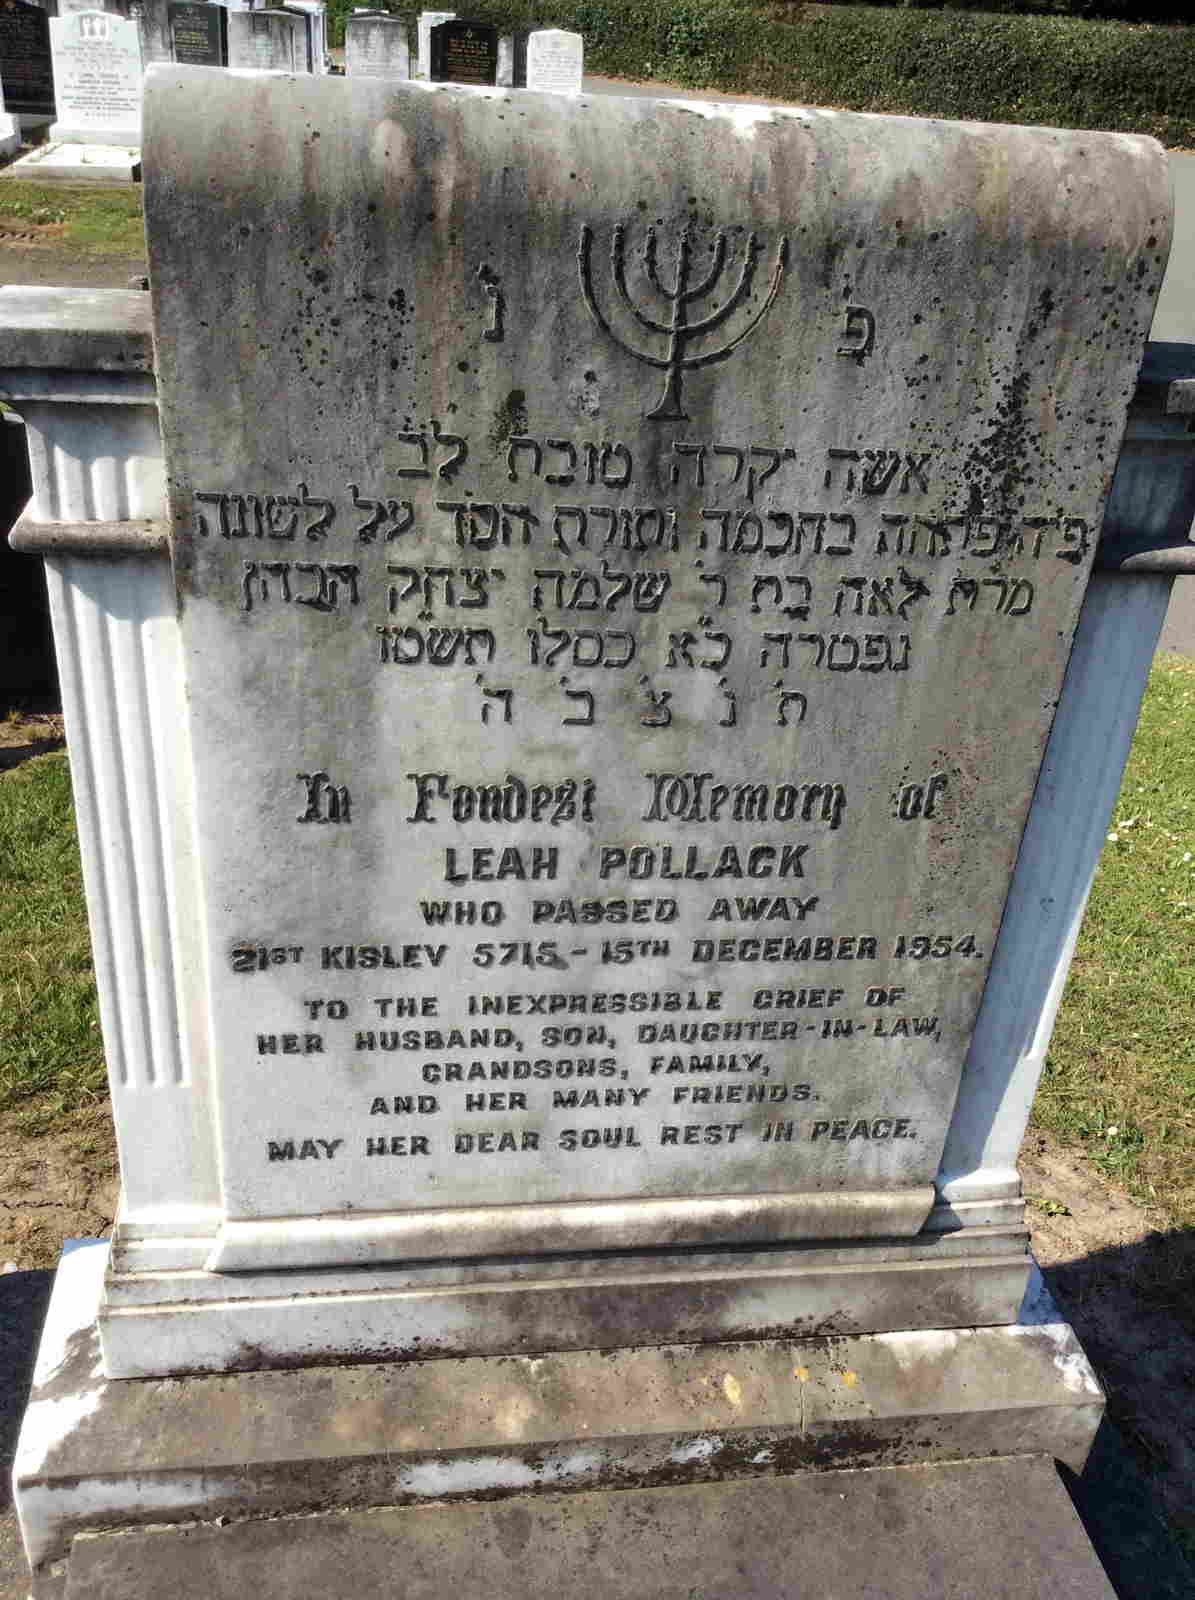 פ נ
אשה יקרה טובת לב
פיה פתחה בחכמה ותורת חסד על לשונה
מרת לאה בת ר' שלמה יצחק הכהן
נפטרה כ"א כסלו תשטו
ת' נ' צ' ב' ה'
In Fondest Memory of
LEAH POLLACK
WHO PASSED AWAY
21ST KISLEV 5715 - 15TH DECEMBER 1954.
TO THE INEXPRESSIBLE GRIEF OF
HER HUSBAND, SON, DAUGHTER-IN-LAW,
GRANDSONS, FAMILY,
AND HER MANY FRIENDS.
MAY HER DEAR SOUL REST IN PEACE.